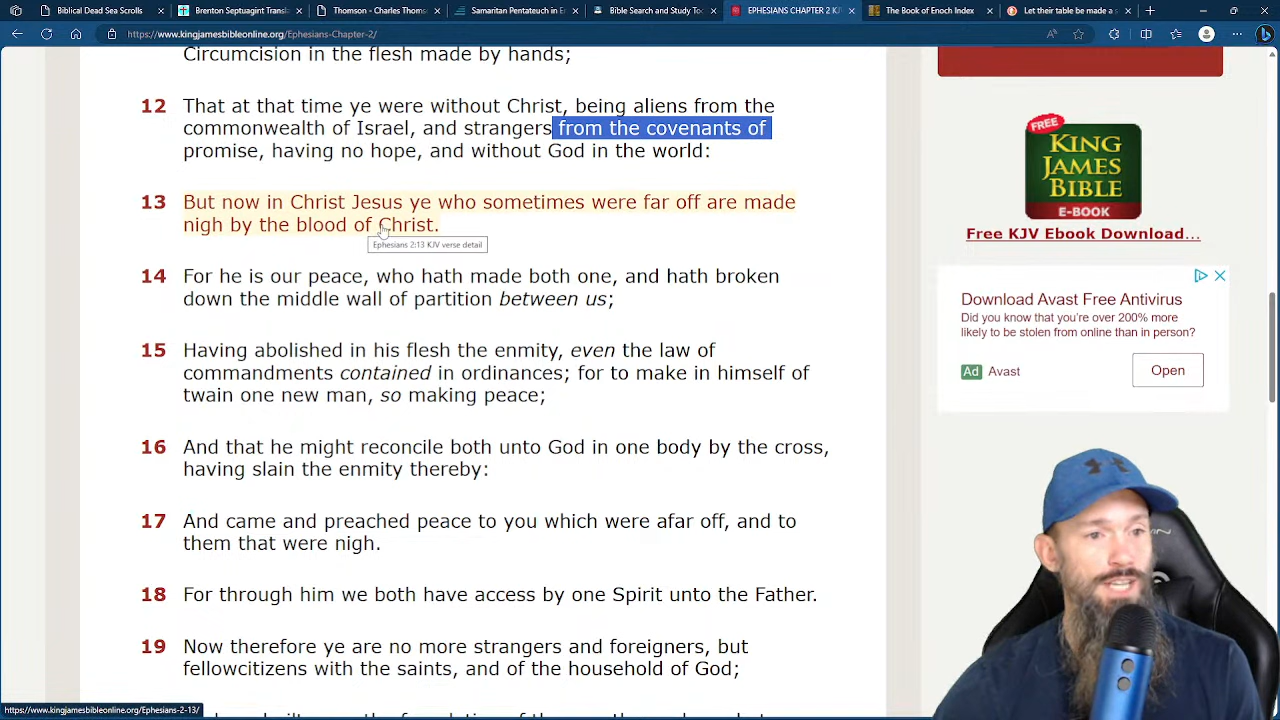 Biblical Dead Sea Scrolls
Brenton Septuagint Transl
Thomson - Charles Thoms
Samaritan Pentateuch in E
Bible Search and Study To
EPHESIANS CHAPTER 2 KJ
The Book of Enoch Index
Let their table be made a s
https://www.kingjamesbibleonline.org/Ephesians-Chapter-2/
Circumcision in the flesh made by hands;
12 That at that time ye were without Christ, being aliens from the
commonwealth of Israel, and strangers from the covenants of
promise, having no hope, and without God in the world:
13 But now in Christ Jesus ye who sometimes were far off are made
nigh by the blood of Christ.
Ephesians 2:13 KJV verse detail
14 For he is our peace, who hath made both one, and hath broken
down the middle wall of partition between us;
15 Having abolished in his flesh the enmity, even the law of
commandments contained in ordinances; for to make in himself of
twain one new man, so making peace;
16 And that he might reconcile both unto God in one body by the cross,
having slain the enmity thereby:
17 And came and preached peace to you which were afar off, and to
them that were nigh.
18 For through him we both have access by one Spirit unto the Father.
19 Now therefore ye are no more strangers and foreigners, but
fellowcitizens with the saints, and of the household of God;
https://www.kingjamesbibleonline.org/Ephesians-2-13/
FREE
KING
JAMES
BIBLE
E-BOOK
Free KJV Ebook Download...
Download Avast Free Antivirus
Did you know that you're over 200% more
likely to be stolen from online than in person?
Ad Avast
Open